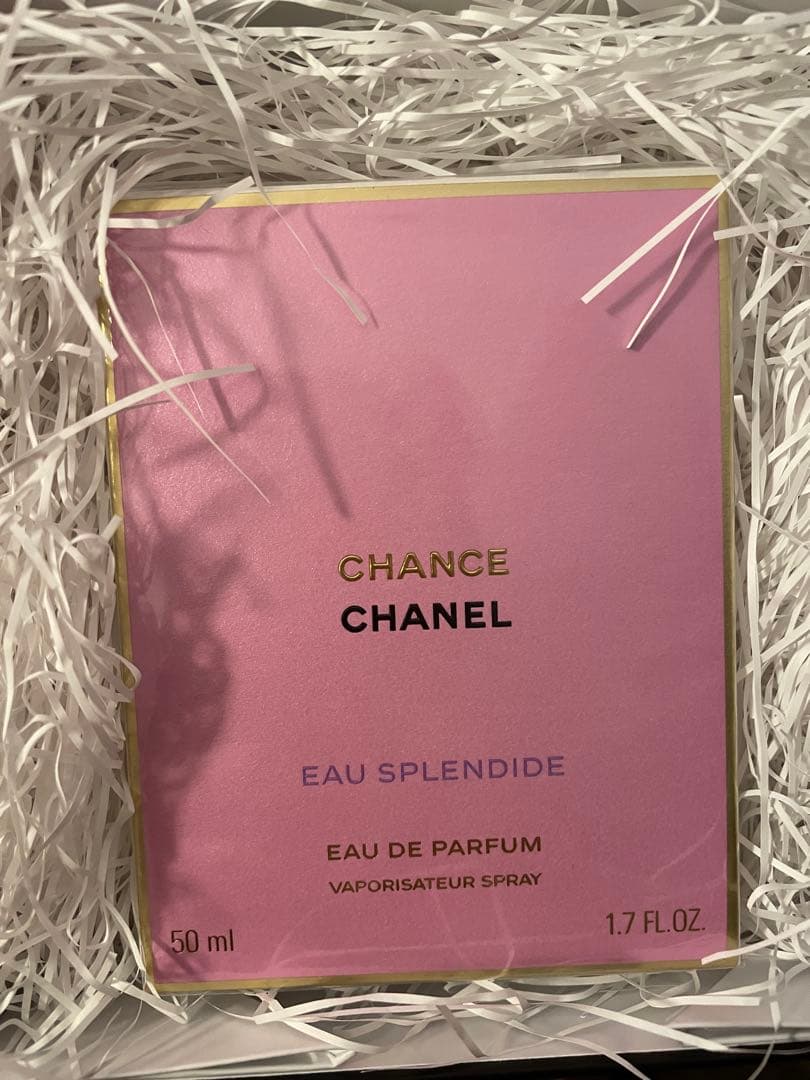 CHANCE
CHANEL
EAU SPLENDIDE
EAU DE PARFUM
VAPORISATEUR SPRAY
50 ml
1.7 FL.OZ.